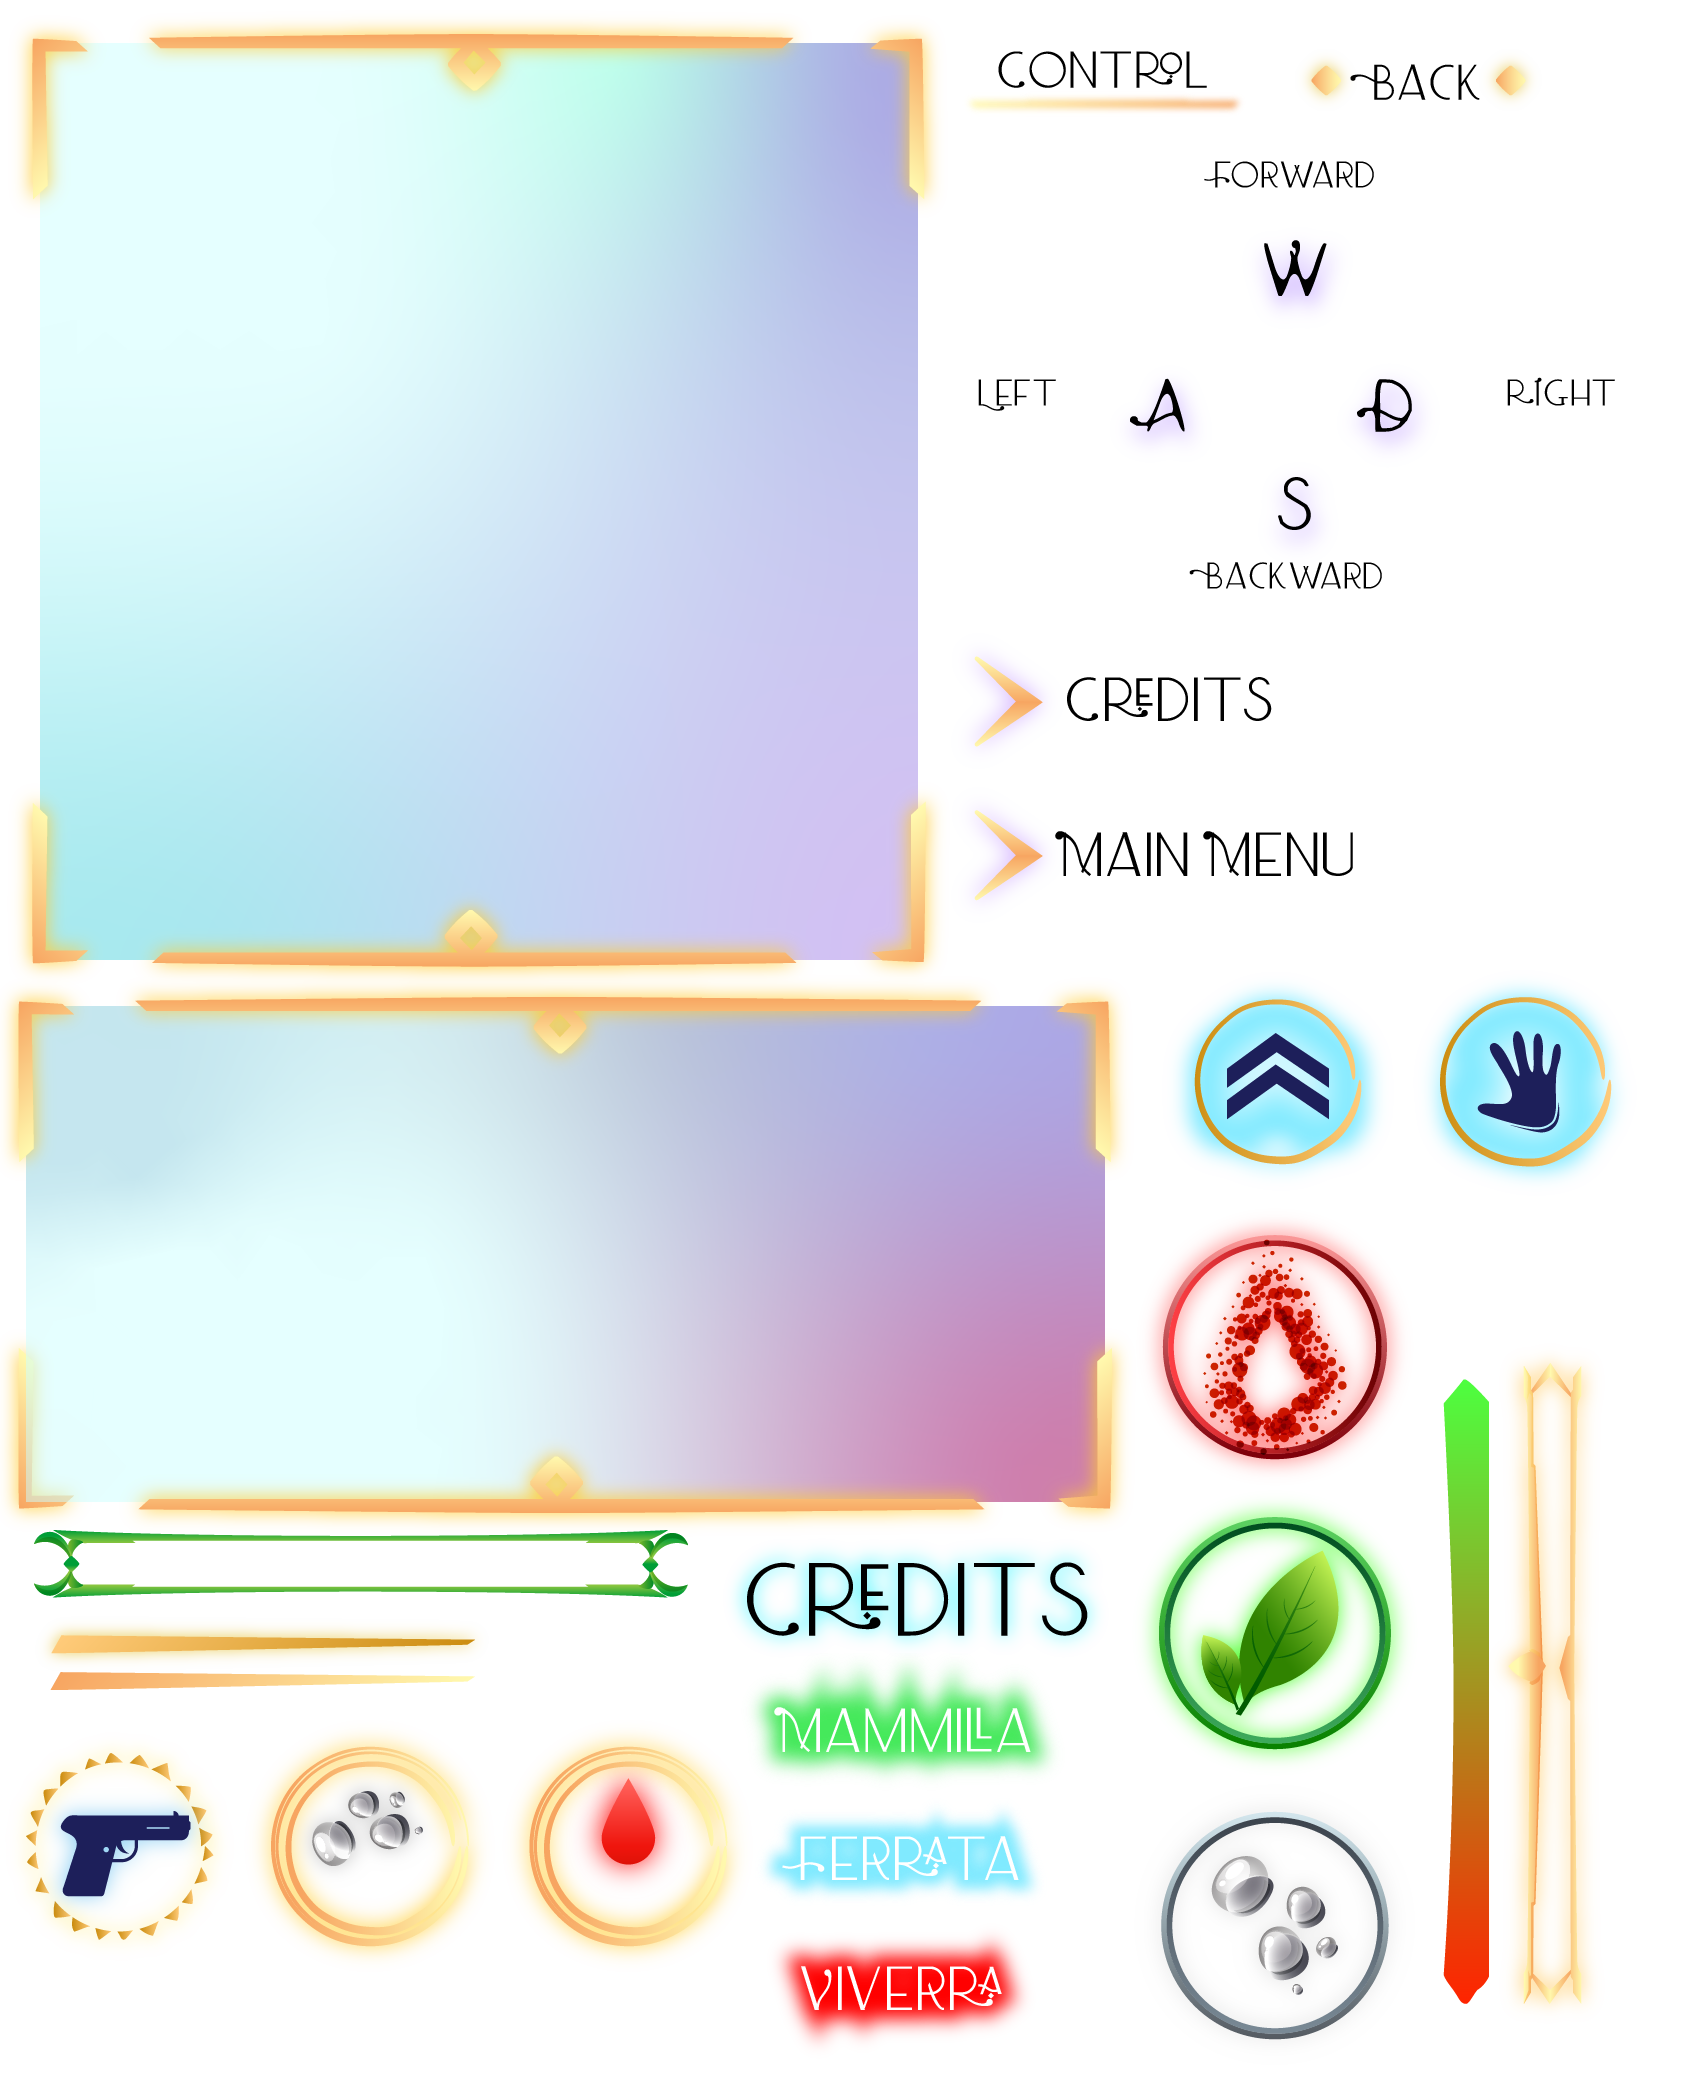 CONTROL
BACK
FORWARD
W
LEFT
A
D
RIGHT
S
BACKWARD
CREDITS
MAIN MENU
CREDITS
MAMMILLA
FERRATA
VIVERRA